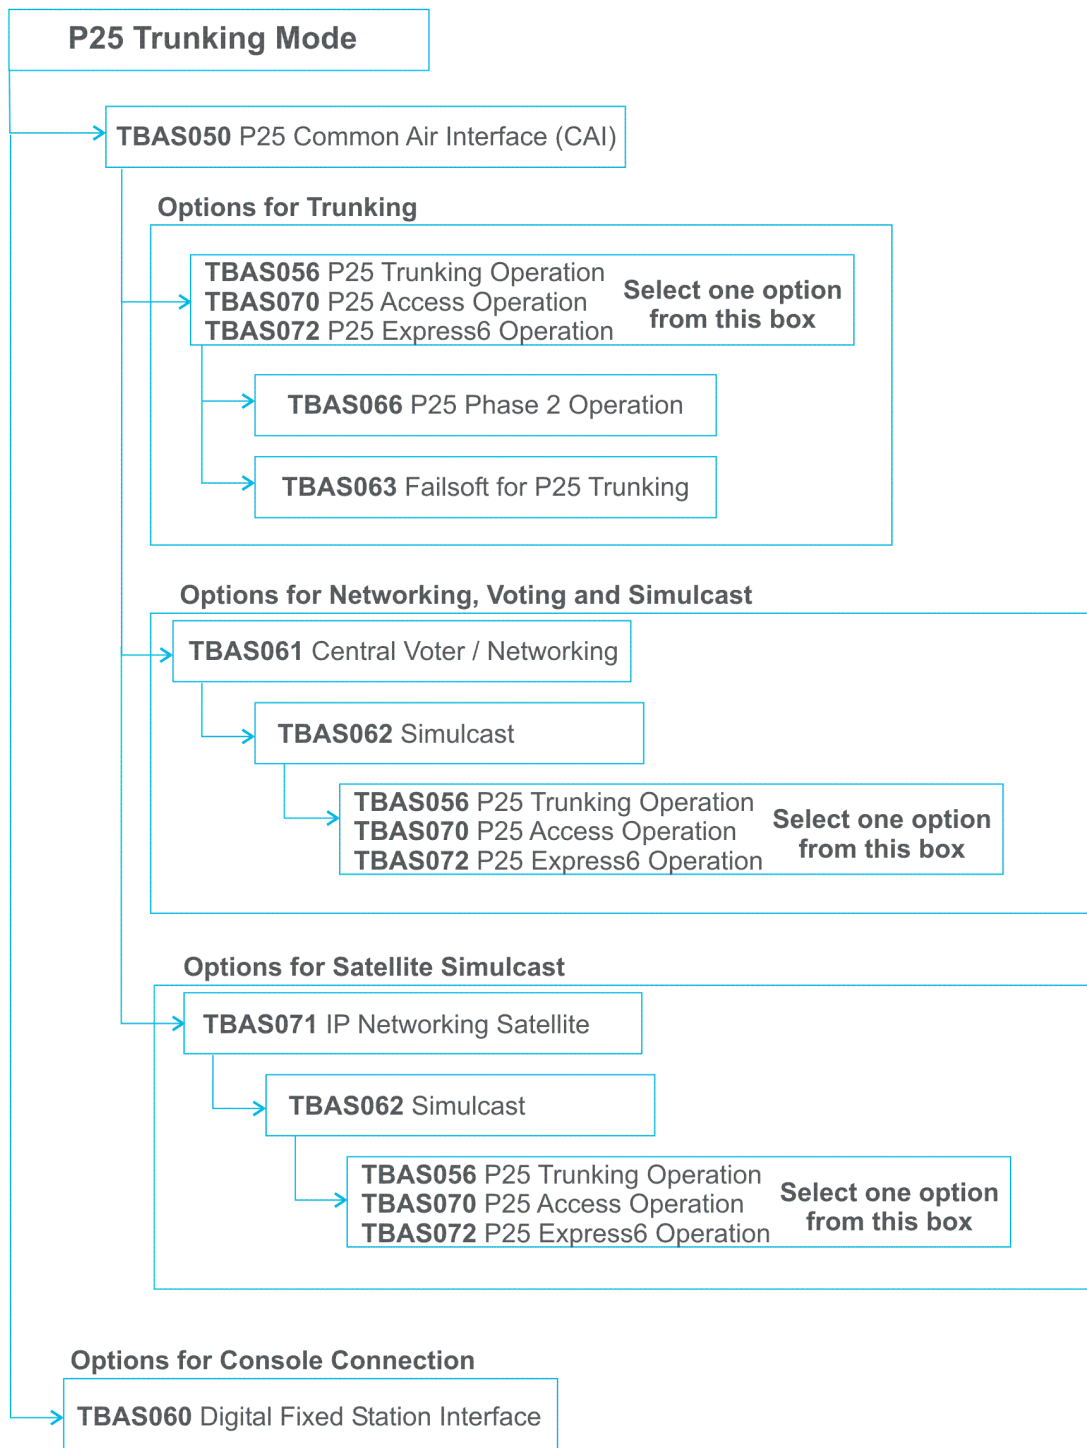 P25 Trunking Mode
TBAS050 P25 Common Air Interface (CAI)
Options for Trunking
TBAS056 P25 Trunking Operation
TBAS070 P25 Access Operation
TBAS072 P25 Express6 Operation
Select one option
from this box
TBAS066 P25 Phase 2 Operation
TBAS063 Failsoft for P25 Trunking
Options for Networking, Voting and Simulcast
TBAS061 Central Voter / Networking
TBAS062 Simulcast
TBAS056 P25 Trunking Operation
TBAS070 P25 Access Operation
TBAS072 P25 Express6 Operation
Select one option
from this box
Options for Satellite Simulcast
TBAS071 IP Networking Satellite
TBAS062 Simulcast
TBAS056 P25 Trunking Operation
TBAS070 P25 Access Operation
TBAS072 P25 Express6 Operation
Select one option
from this box
Options for Console Connection
TBAS060 Digital Fixed Station Interface